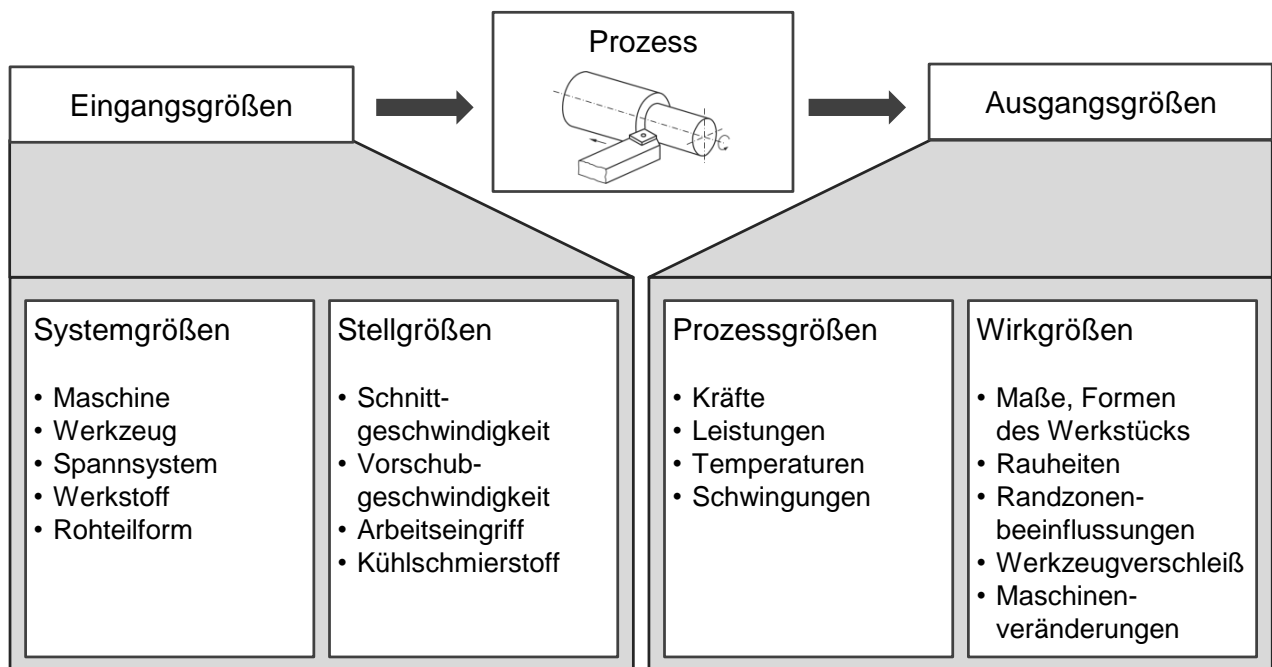 Prozess
Eingangsgrößen
Ausgangsgrößen
Systemgrößen
• Maschine
• Werkzeug
• Spannsystem
• Werkstoff
• Rohteilform
Stellgrößen
• Schnitt-
geschwindigkeit
• Vorschub-
geschwindigkeit
• Arbeitseingriff
• Kühlschmierstoff
Prozessgrößen
• Kräfte
• Leistungen
• Temperaturen
• Schwingungen
Wirkgrößen
• Maße, Formen
des Werkstücks
• Rauheiten
• Randzonen-
beeinflussungen
• Werkzeugverschleiß
• Maschinen-
veränderungen